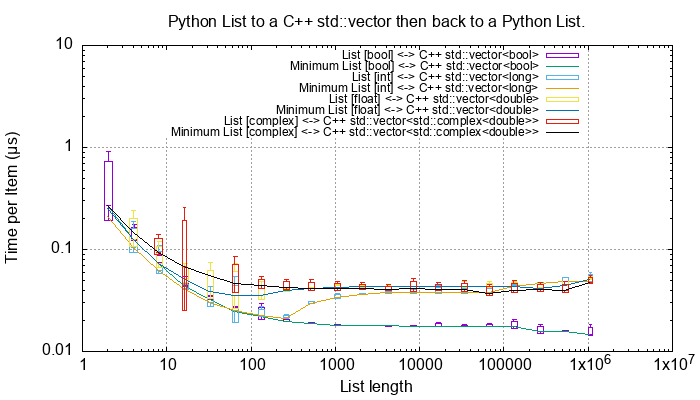 Python List to a C++ std::vector then back to a Python List.
10
1
0.1
0.01
Time per Item (µs)
List [bool] <-> C++ std::vector<bool>
Minimum List [bool] <-> C++ std::vector<bool>
List [int] <-> C++ std::vector<long>
Minimum List [int] <-> C++ std::vector<long>
List [float] <-> C++ std::vector<double>
Minimum List [float] <-> C++ std::vector<double>
List [complex] <-> C++ std::vector<std::complex<double>>
Minimum List [complex] <-> C++ std::vector<std::complex<double>>
1 10 100 1000 10000 100000 1x10⁶ 1x10⁷
List length